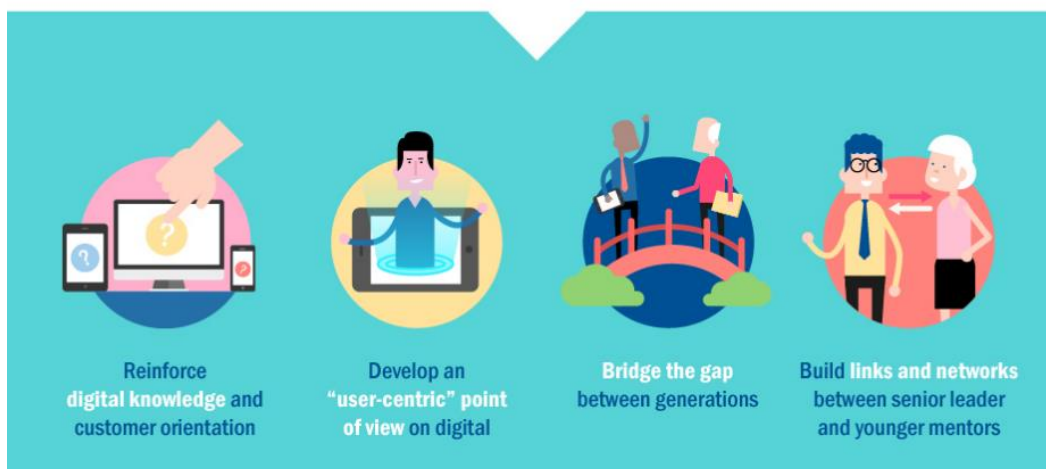 ?
?
?
Reinforce
digital knowledge and
customer orientation
Develop an
“user-centric” point
of view on digital
Bridge the gap
between generations
Build links and networks
between senior leader
and younger mentors